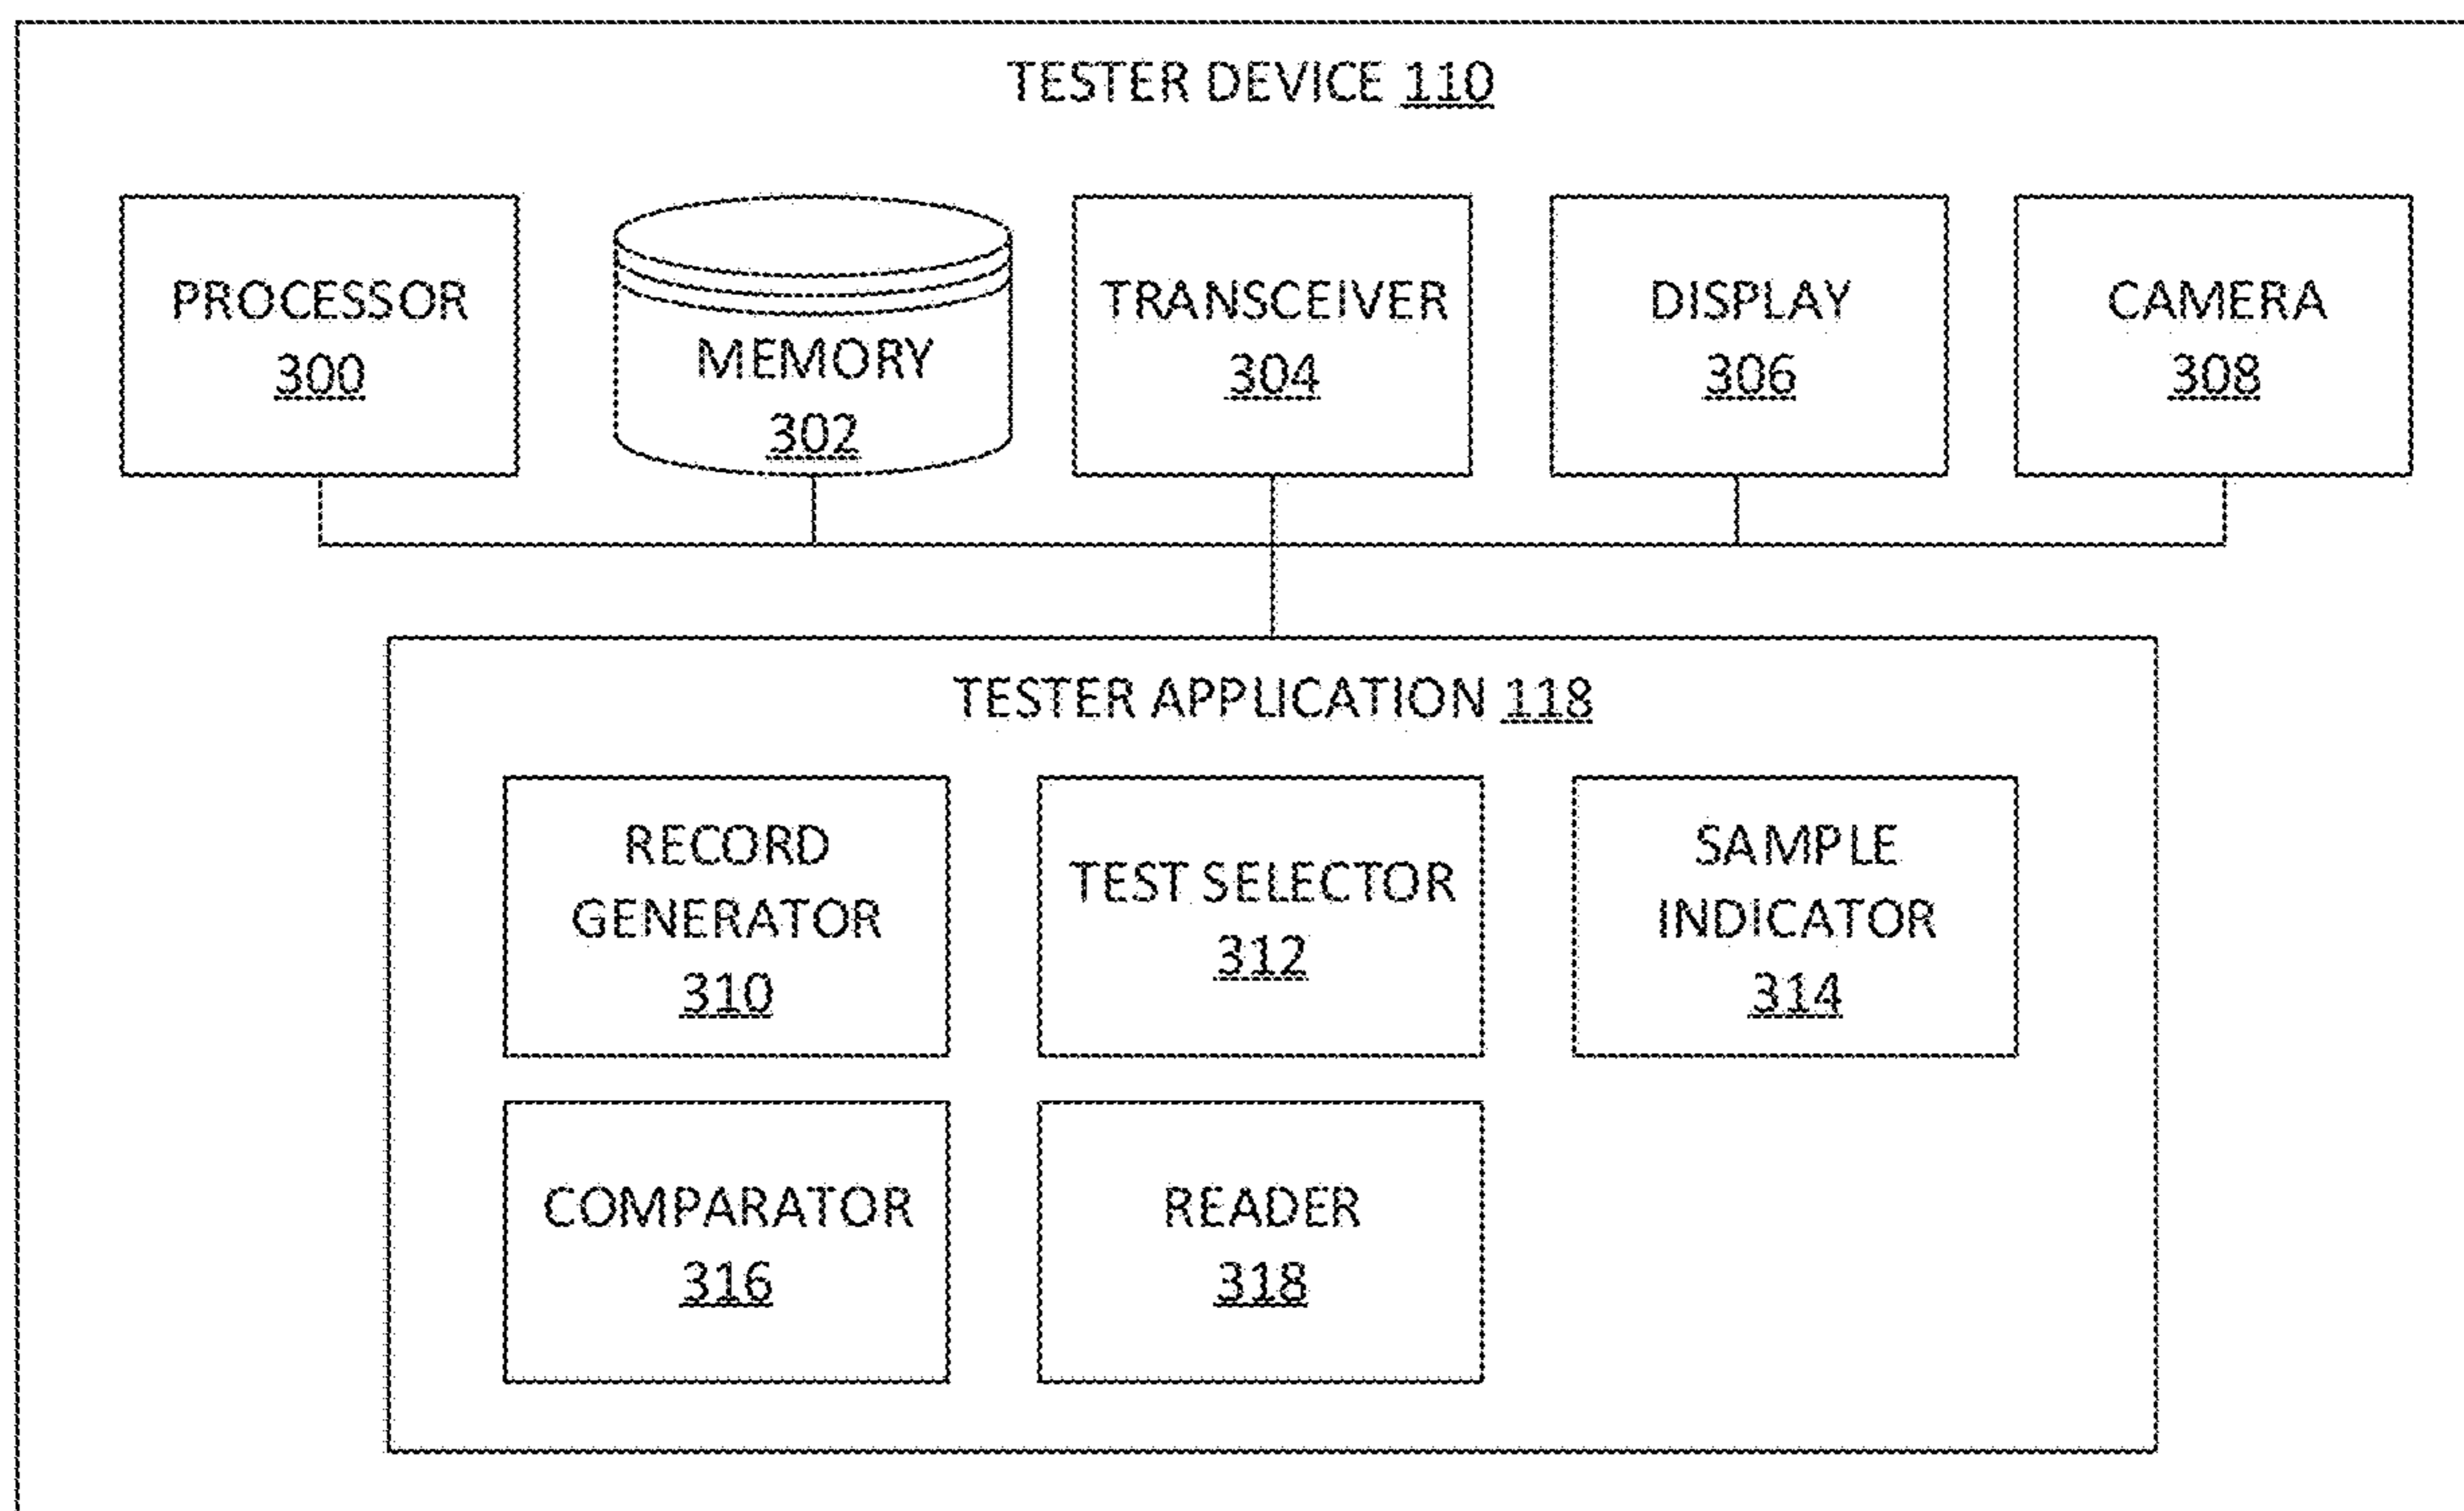 TESTER DEVICE 110
PROCESSOR
300
MEMORY
302
TRANSCEIVER
304
DISPLAY
306
CAMERA
308
TESTER APPLICATION 118
RECORD
GENERATOR
310
TEST SELECTOR
312
SAMPLE
INDICATOR
314
COMPARATOR
316
READER
318